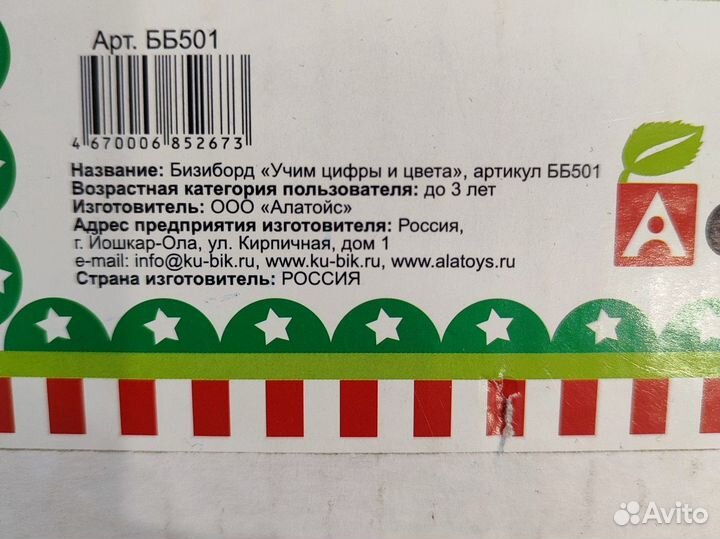 Арт. ББ501
4 670006 852673
Название: Бизиборд «Учим цифры и цвета», артикул ББ501
Возрастная категория пользователя: до 3 лет
Изготовитель: ООО «Алатойс»
Адрес предприятия изготовителя: Россия,
г. Йошкар-Ола, ул. Кирпичная, дом 1
e-mail: info@ku-bik.ru, www.ku-bik.ru, www.alatoys.ru
Страна изготовитель: РОССИЯ
А
Avito